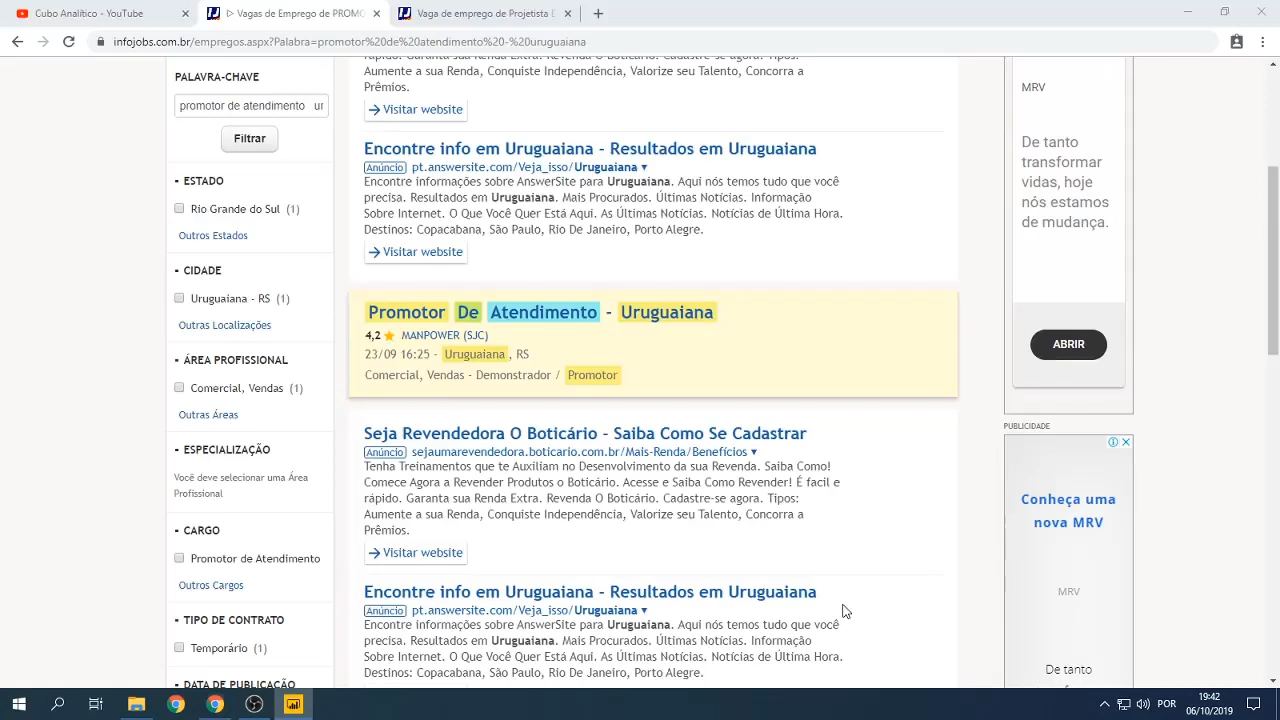 Cubo Analítico - YouTube
Vagas de Emprego de PROMO
Vaga de emprego de Projetista
infojobs.com.br/empregos.aspx?Palabra=promotor%20de%20atendimento%20-%20uruguaiana
PALAVRA-CHAVE
promotor de atendimento ur
Filtrar
- ESTADO
Rio Grande do Sul (1)
Outros Estados
- CIDADE
Uruguaiana - RS (1)
Outras Localizações
- ÁREA PROFISSIONAL
Comercial, Vendas (1)
Outras Áreas
- ESPECIALIZAÇÃO
Você deve selecionar uma Área
Profissional
- CARGO
Promotor de Atendimento
Outros Cargos
- TIPO DE CONTRATO
Temporário (1)
- DATA DE PUBLICAÇÃO
rápido. Garanta sua Renda Extra. Revenda O Boticário. Cadastre-se agora. Tipos:
Aumente a sua Renda, Conquiste Independência, Valorize seu Talento, Concorra a
Prêmios.
Visitar website
Encontre info em Uruguaiana - Resultados em Uruguaiana
Anúncio pt.answersite.com/Veja_isso/Uruguaiana
Encontre informações sobre AnswerSite para Uruguaiana. Aqui nós temos tudo que você
precisa. Resultados em Uruguaiana. Mais Procurados. Últimas Notícias. Informação
Sobre Internet. O Que Você Quer Está Aqui. As Últimas Notícias. Notícias de Última Hora.
Destinos: Copacabana, São Paulo, Rio De Janeiro, Porto Alegre.
Visitar website
Promotor De Atendimento - Uruguaiana
4,2 MANPOWER (SJC)
23/09 16:25 - Uruguaiana , RS
Comercial, Vendas - Demonstrador / Promotor
Seja Revendedora O Boticário - Saiba Como Se Cadastrar
Anúncio sejaumarevendedora.boticario.com.br/Mais-Renda/Benefícios
Tenha Treinamentos que te Auxiliam no Desenvolvimento da sua Revenda. Saiba Como!
Comece Agora a Revender Produtos o Boticário. Acesse e Saiba Como Revender! É facil e
rápido. Garanta sua Renda Extra. Revenda O Boticário. Cadastre-se agora. Tipos:
Aumente a sua Renda, Conquiste Independência, Valorize seu Talento, Concorra a
Prêmios.
Visitar website
Encontre info em Uruguaiana - Resultados em Uruguaiana
Anúncio pt.answersite.com/Veja_isso/Uruguaiana
Encontre informações sobre AnswerSite para Uruguaiana. Aqui nós temos tudo que você
precisa. Resultados em Uruguaiana. Mais Procurados. Últimas Notícias. Informação
Sobre Internet. O Que Você Quer Está Aqui. As Últimas Notícias. Notícias de Última Hora.
Destinos: Copacabana, São Paulo, Rio De Janeiro, Porto Alegre.
MRV
De tanto
transformar
vidas, hoje
nós estamos
de mudança.
ABRIR
PUBLICIDADE
Conheça uma
nova MRV
MRV
De tanto
POR
19:42
06/10/2019